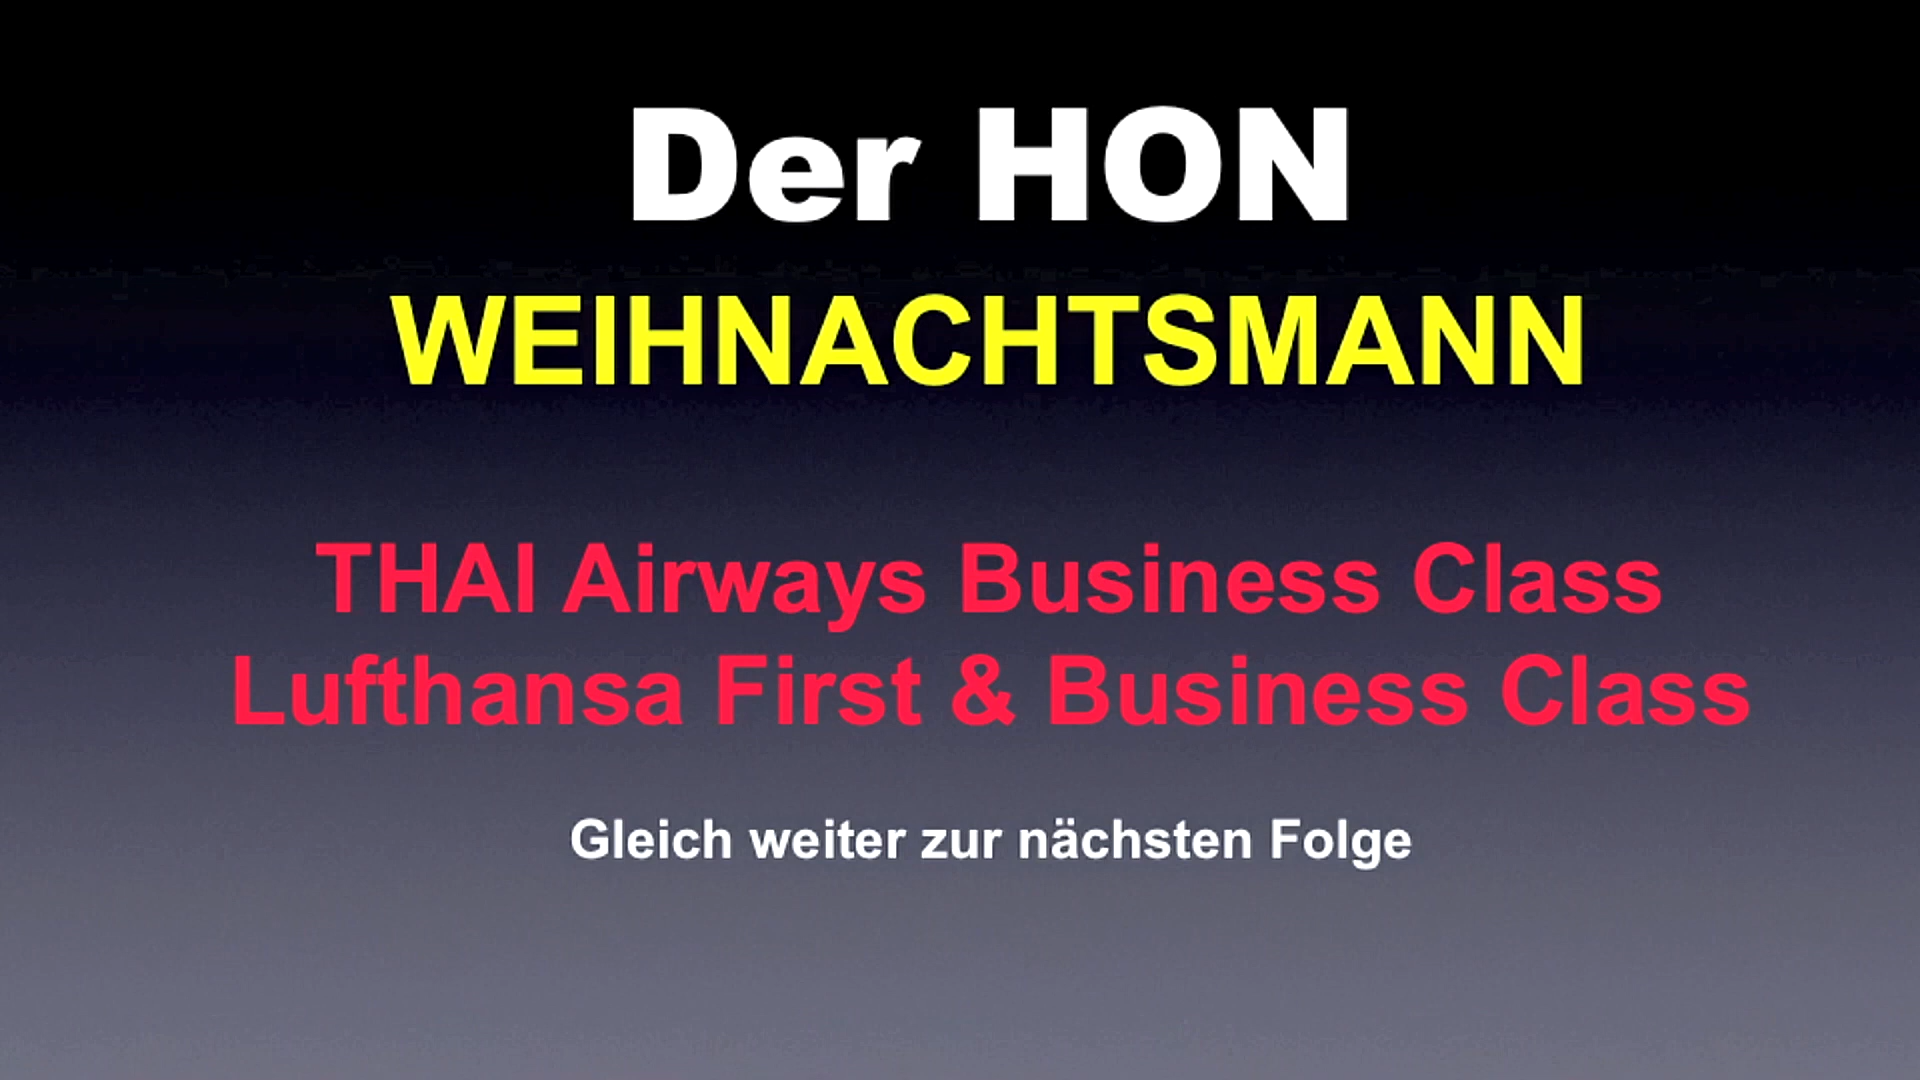 Der HON
WEIHNACHTSMANN
THAI Airways Business Class
Lufthansa First & Business Class
Gleich weiter zur nächsten Folge